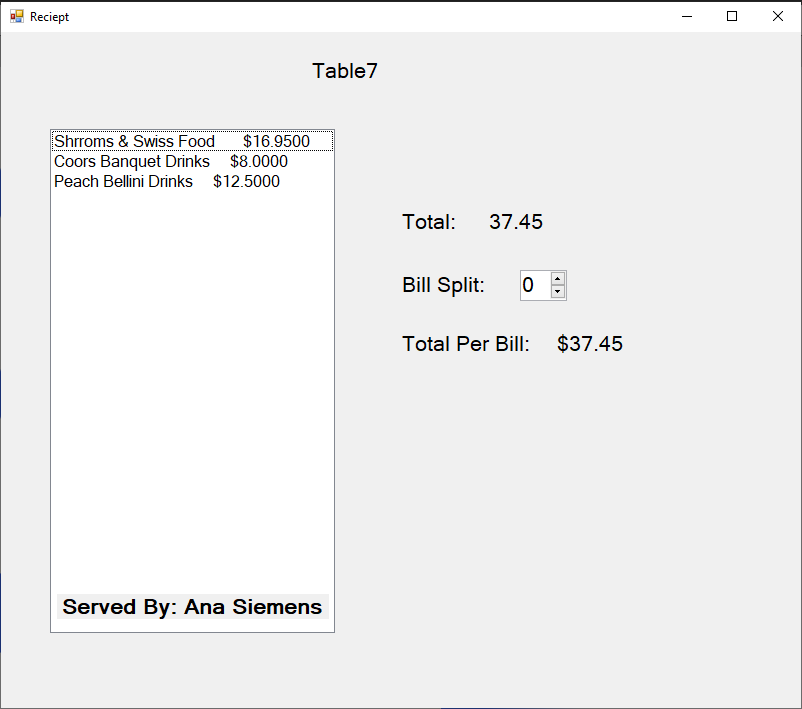 Reciept
Table7
Shrroms & Swiss Food $16.9500
Coors Banquet Drinks $8.0000
Peach Bellini Drinks $12.5000
Total: 37.45
Bill Split: 0
Total Per Bill: $37.45
Served By: Ana Siemens